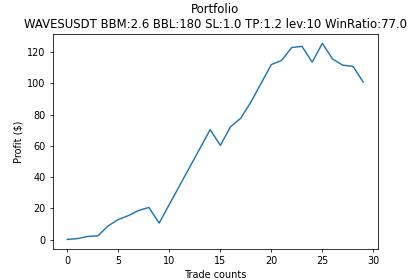 Portfolio
WAVESUSDT BBM:2.6 BBL:180 SL:1.0 TP:1.2 lev:10 WinRatio:77.0
120
100
80
60
40
20
0
Profit ($)
0 5 10 15 20 25 30
Trade counts